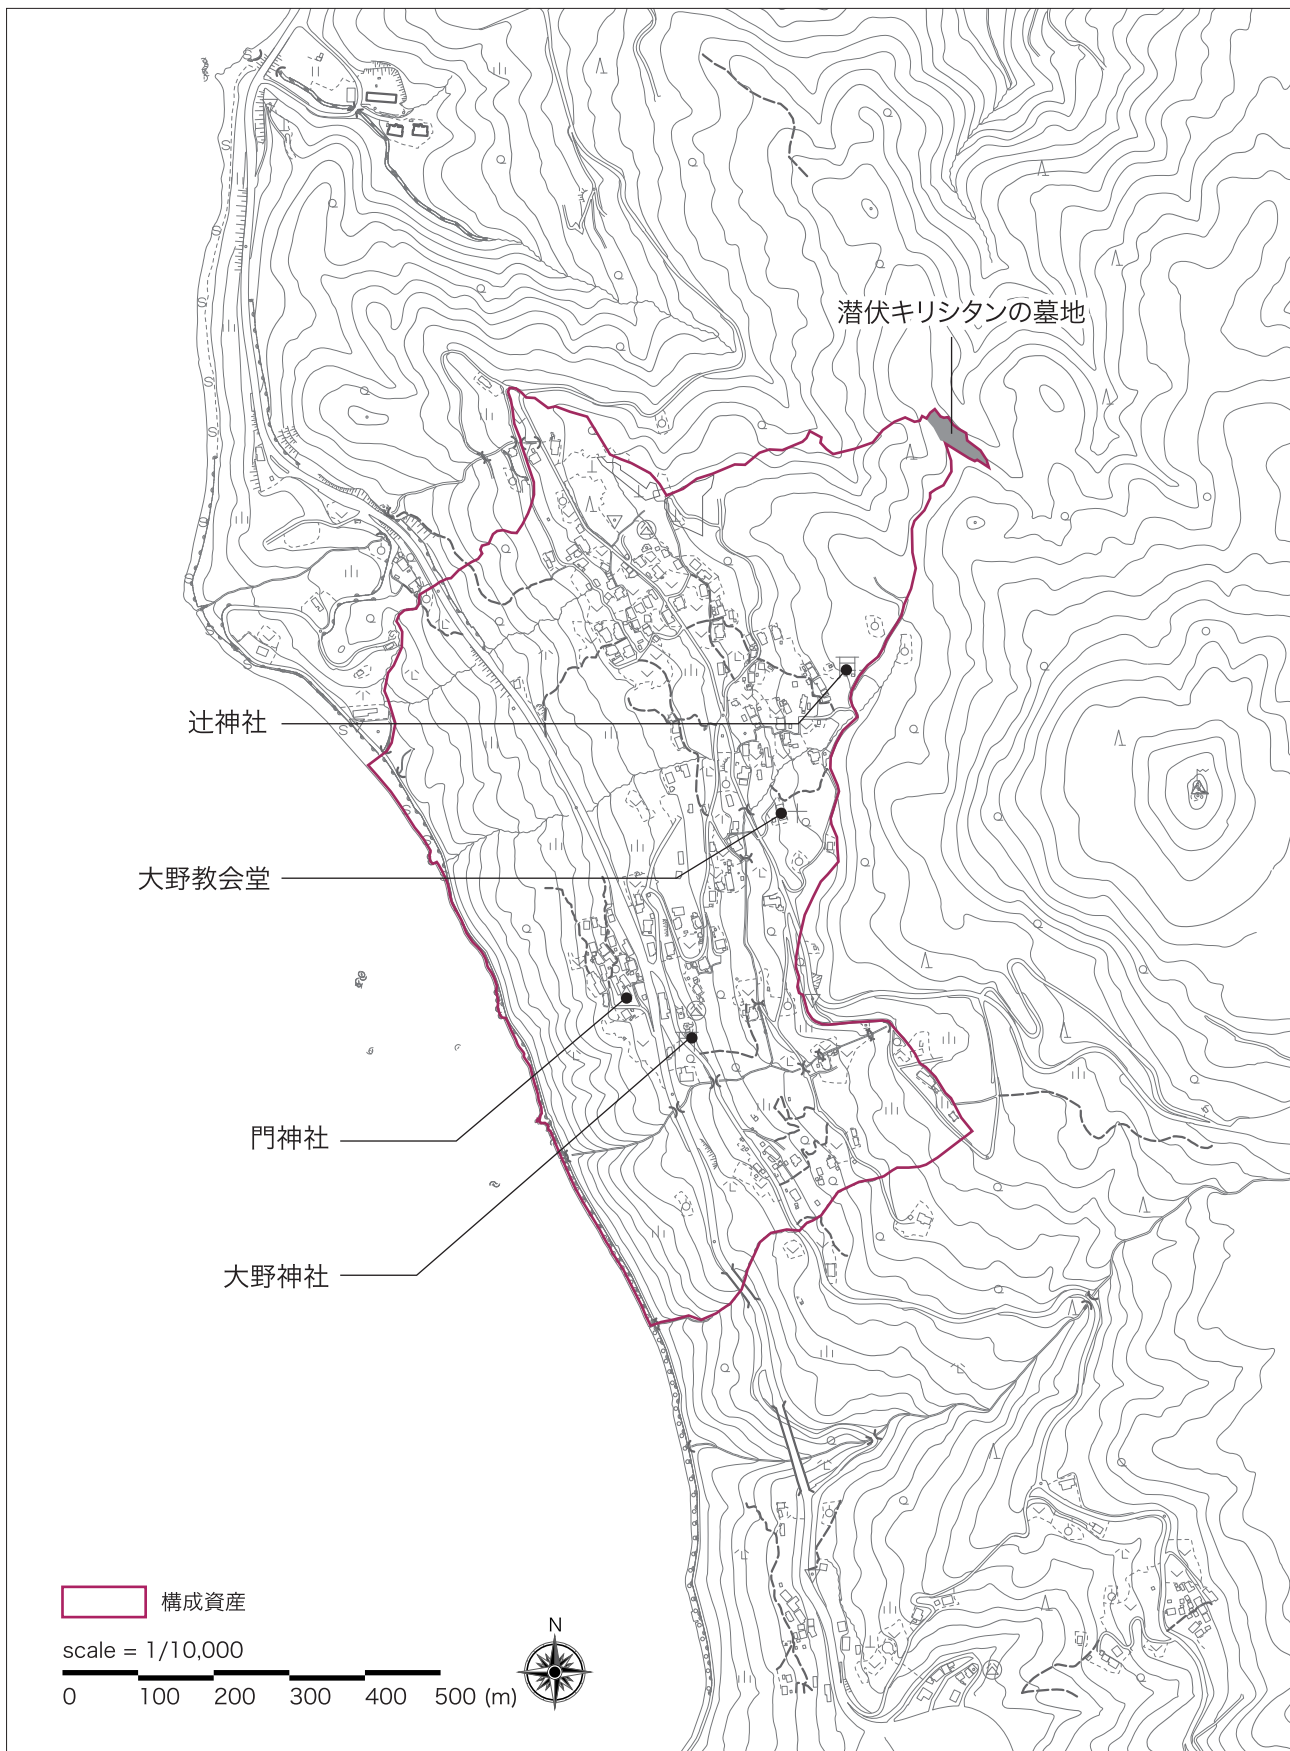 潜伏キリシタンの墓地
辻神社
大野教会堂
門神社
大野神社
構成資産
scale = 1/10,000
0 100 200 300 400 500 (m)
N